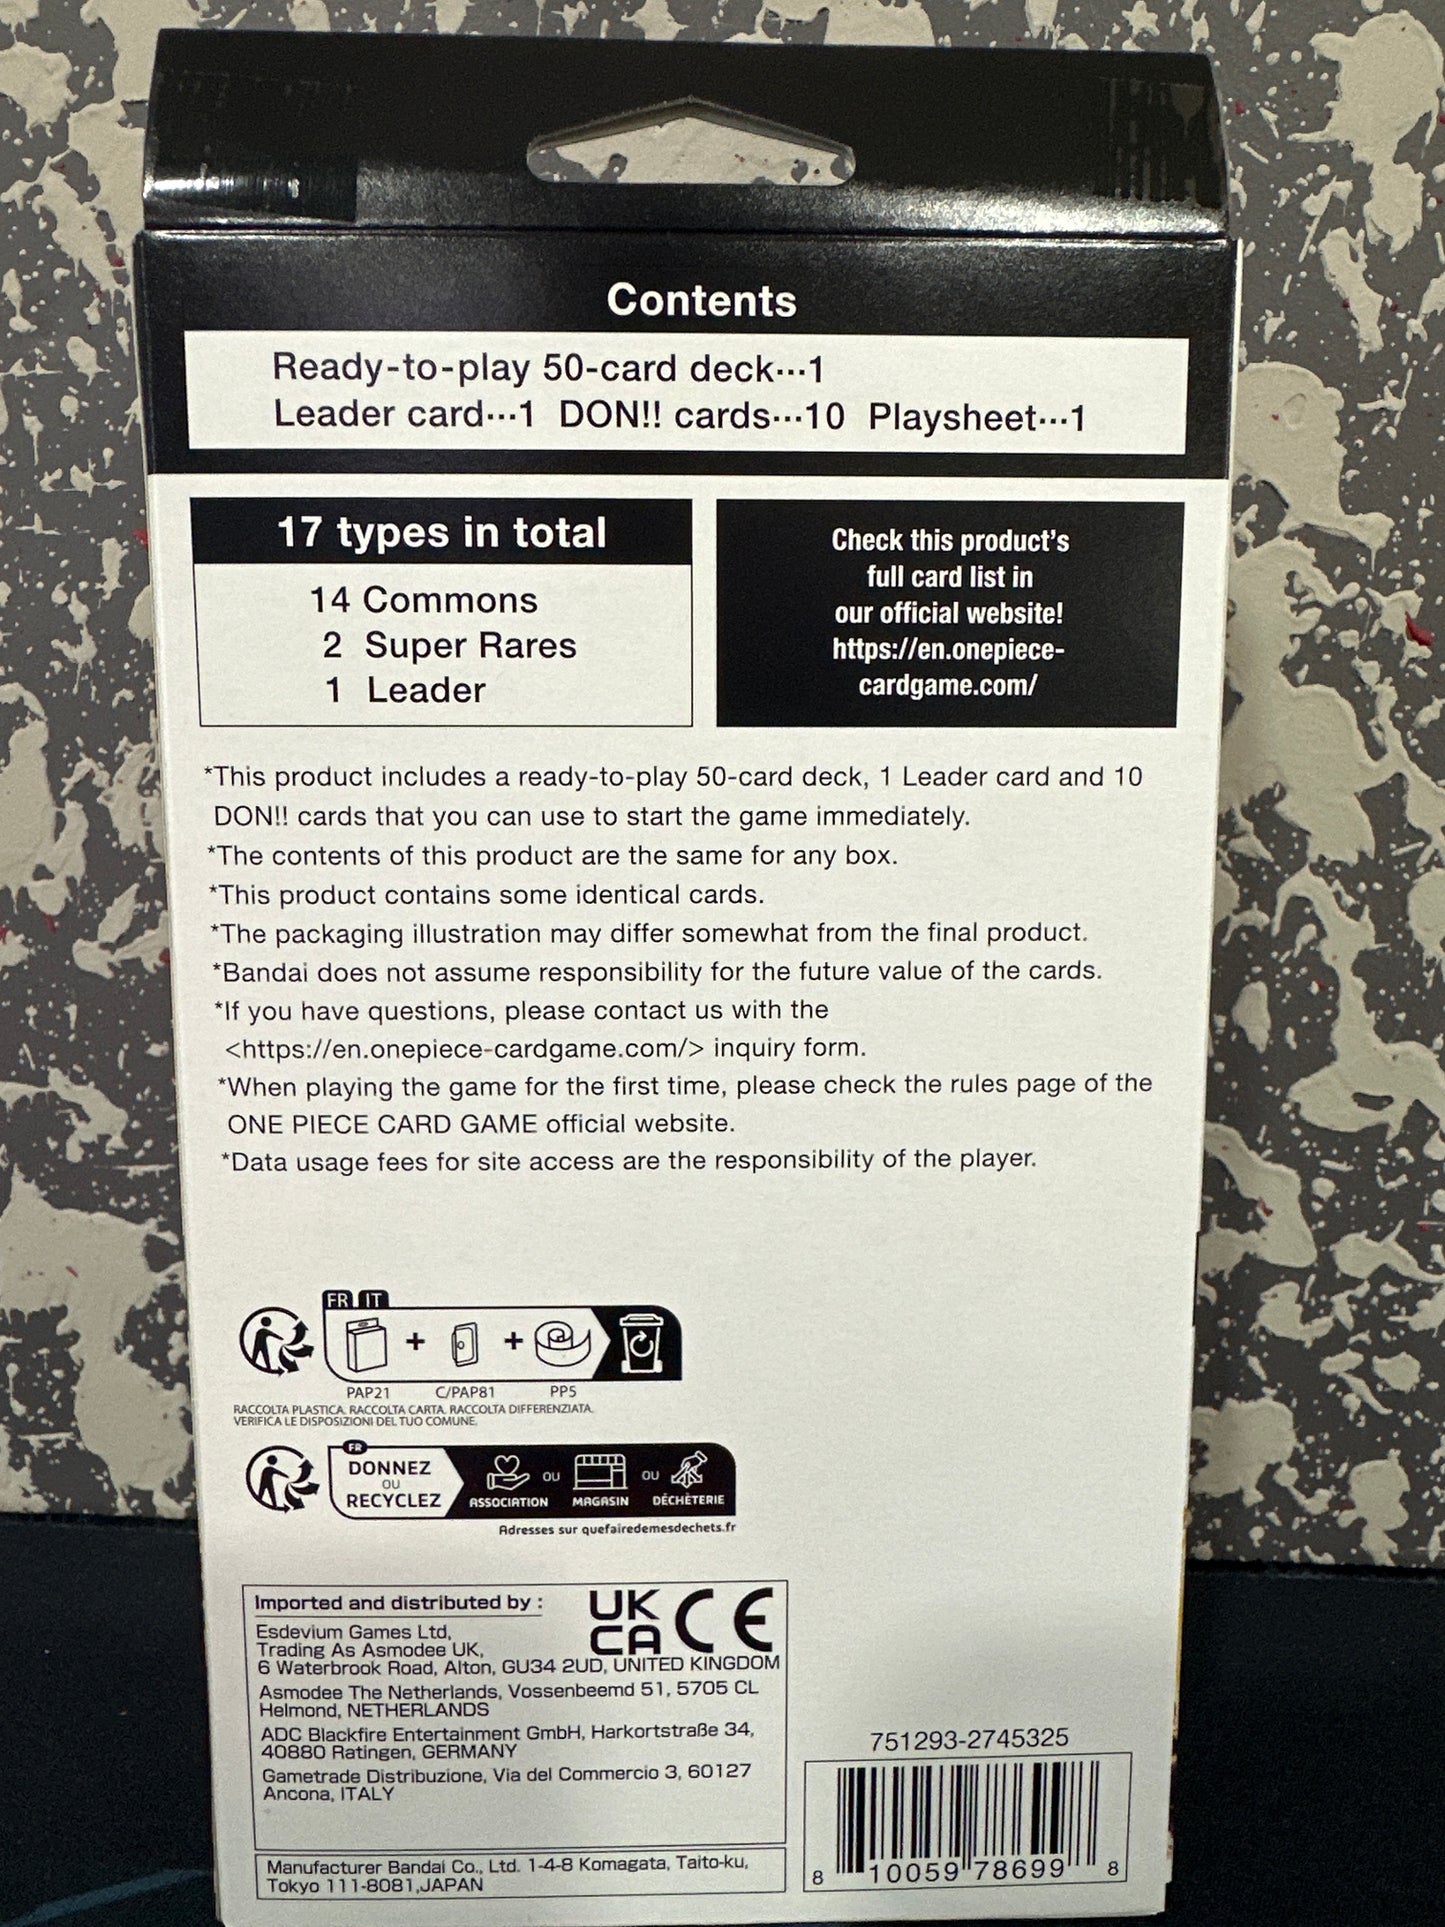 Contents
Ready-to-play 50-card deck…1
Leader card…1 DON!! cards…10 Playsheet…1
17 types in total
14 Commons
2 Super Rares
1 Leader
Check this product's
full card list in
our official website!
https://en.onepiece-
cardgame.com/
*This product includes a ready-to-play 50-card deck, 1 Leader card and 10
DON!! cards that you can use to start the game immediately.
*The contents of this product are the same for any box.
*This product contains some identical cards.
*The packaging illustration may differ somewhat from the final product.
*Bandai does not assume responsibility for the future value of the cards.
*If you have questions, please contact us with the
<https://en.onepiece-cardgame.com/> inquiry form.
*When playing the game for the first time, please check the rules page of the
ONE PIECE CARD GAME official website.
*Data usage fees for site access are the responsibility of the player.
FR IT
+ +
PAP21 C/PAP81 PP5
RACCOLTA PLASTICA. RACCOLTA CARTA. RACCOLTA DIFFERENZIATA.
VERIFICA LE DISPOSIZIONI DEL TUO COMUNE.
FR
DONNEZ
OU
RECYCLEZ
ASSOCIATION OU MAGASIN OU DÉCHÈTERIE
Adresses sur quefairedemesdechets.fr
Imported and distributed by :
UK
CA CE
Esdevium Games Ltd,
Trading As Asmodee UK,
6 Waterbrook Road, Alton, GU34 2UD, UNITED KINGDOM
Asmodee The Netherlands, Vossenbeemd 51, 5705 CL
Helmond, NETHERLANDS
ADC Blackfire Entertainment GmbH, Harkortstraße 34,
40880 Ratingen, GERMANY
Gametrade Distribuzione, Via del Commercio 3, 60127
Ancona, ITALY
Manufacturer Bandai Co., Ltd. 1-4-8 Komagata, Taito-ku,
Tokyo 111-8081,JAPAN
751293-2745325
8 10059 78699 8